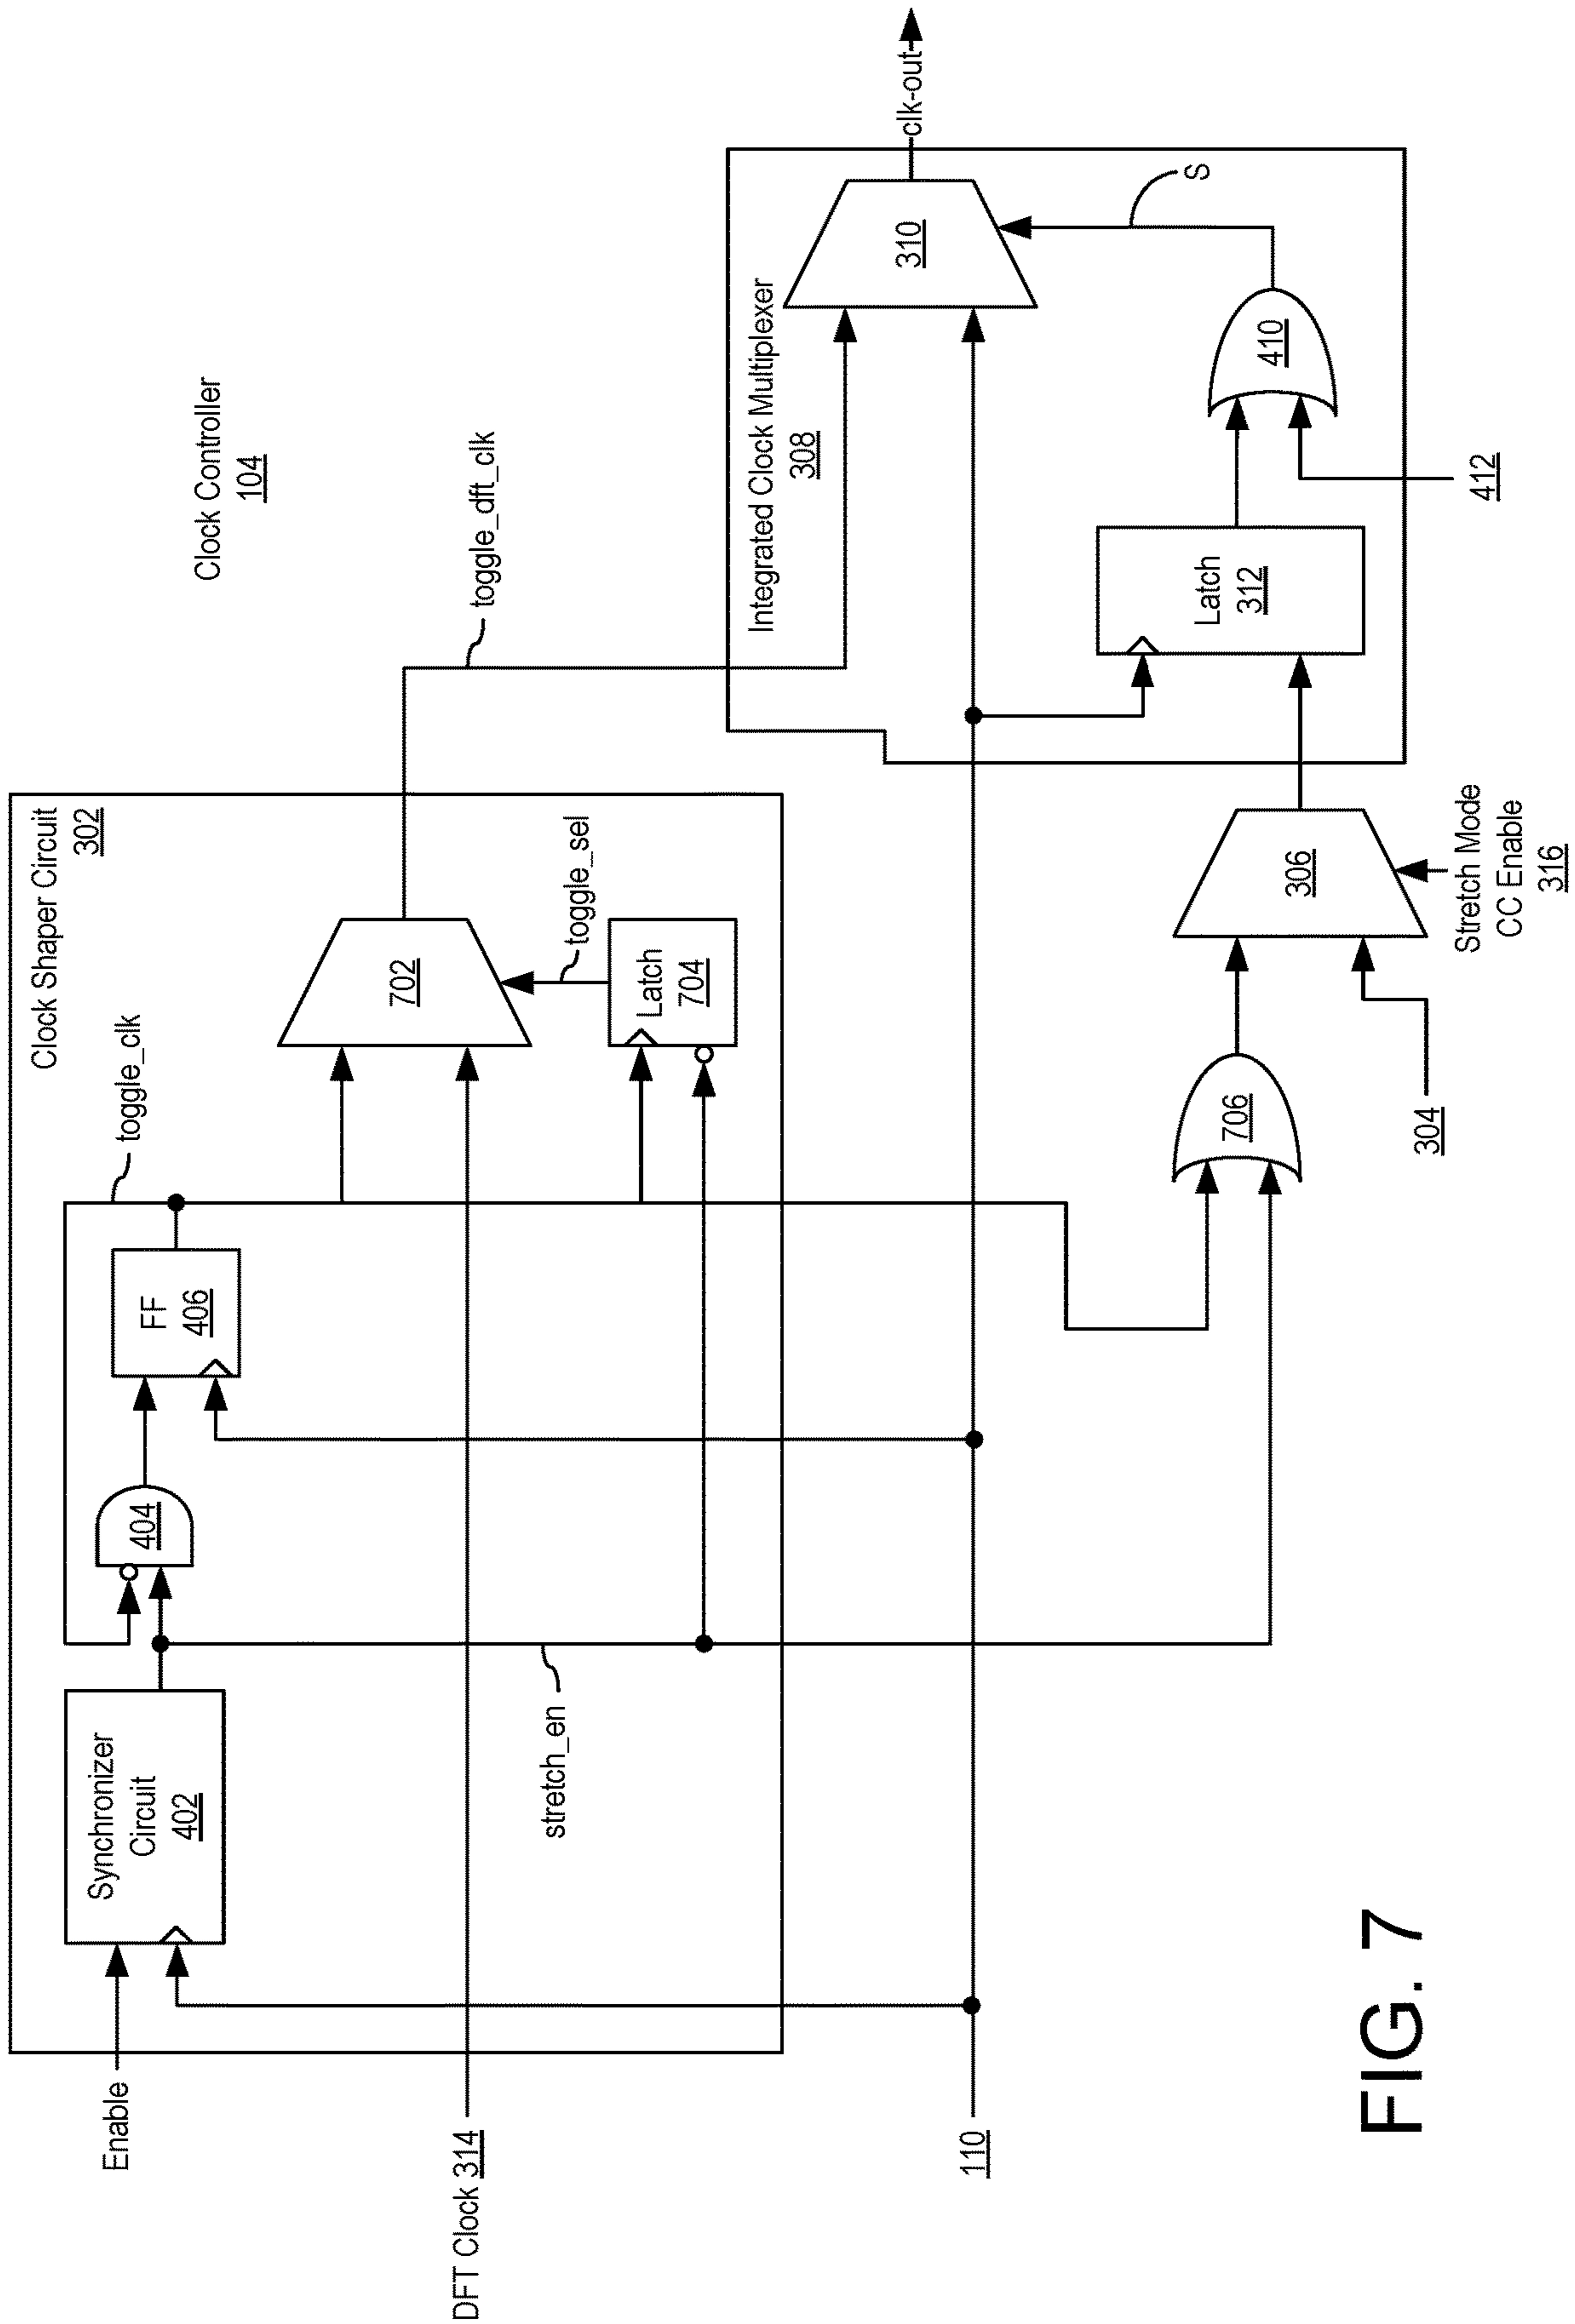 Clock Controller
104
Clock Shaper Circuit
302
toggle_clk
Enable
Synchronizer
Circuit
402
404
FF
406
702
toggle_sel
Latch
704
toggle_dft_clk
DFT Clock 314
stretch_en
110
706
304
306
Stretch Mode
CC Enable
316
Integrated Clock Multiplexer
308
Latch
312
412
410
310
S
clk-out
FIG. 7